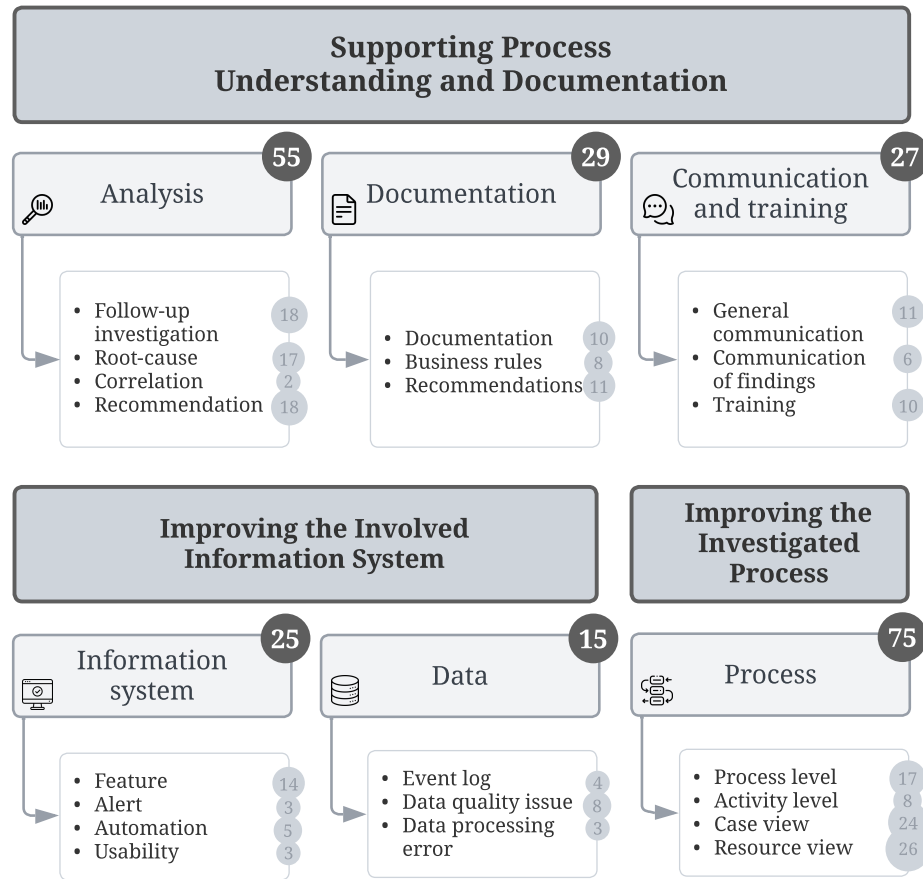 Supporting Process
Understanding and Documentation
55
Analysis
29
Documentation
27
Communication
and training
• Follow-up
investigation
18
• Root-cause
17
• Correlation
2
• Recommendation
18
• Documentation
10
• Business rules
8
• Recommendations
11
• General
communication
11
• Communication
of findings
6
• Training
10
Improving the Involved
Information System
Improving the
Investigated
Process
25
Information
system
15
Data
75
Process
• Feature
14
• Alert
3
• Automation
5
• Usability
3
• Event log
4
• Data quality issue
8
• Data processing
error
3
• Process level
17
• Activity level
8
• Case view
24
• Resource view
26